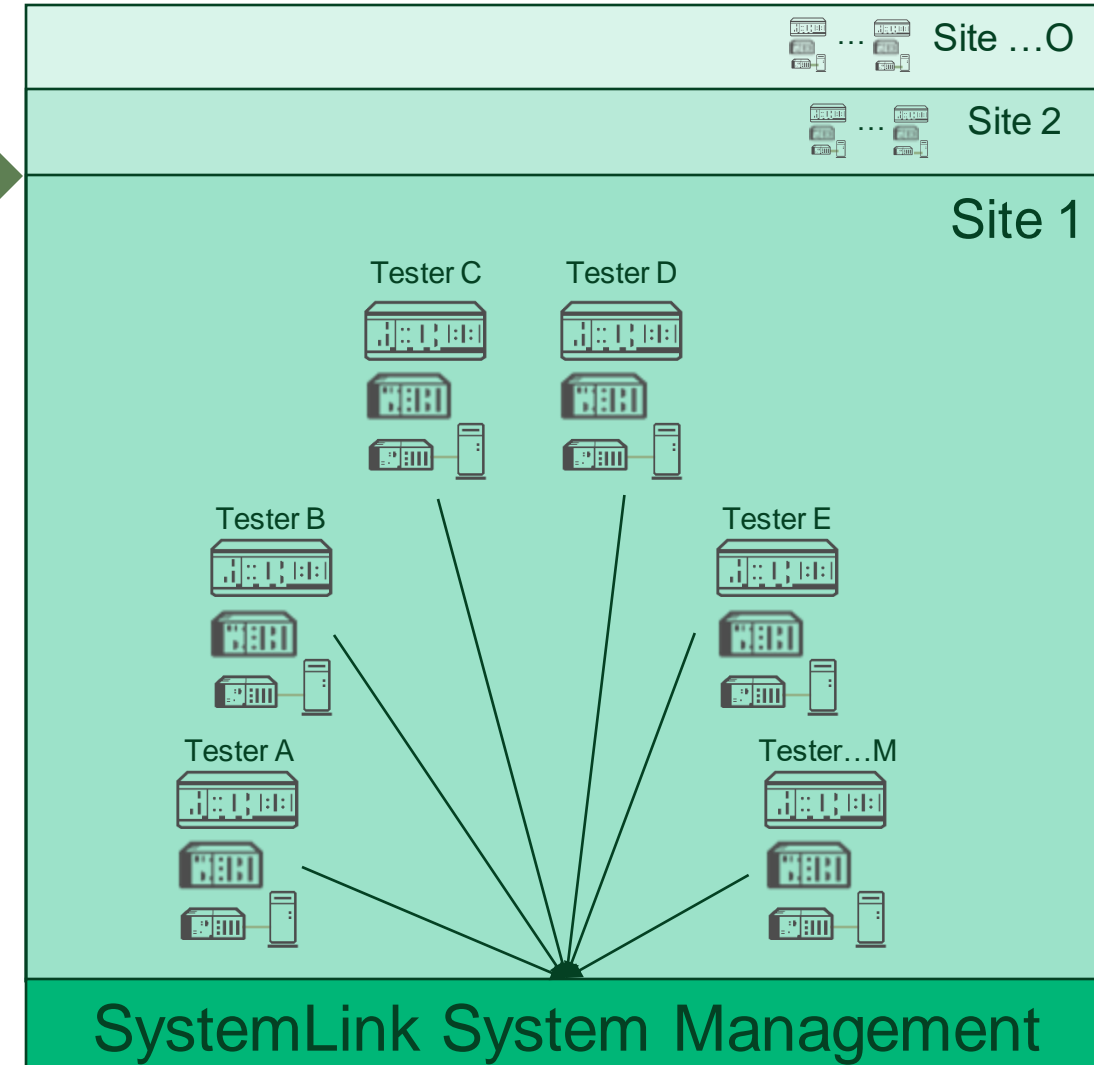 … Site …O
… Site 2
Site 1
Tester C Tester D
Tester B Tester E
Tester A Tester…M
SystemLink System Management